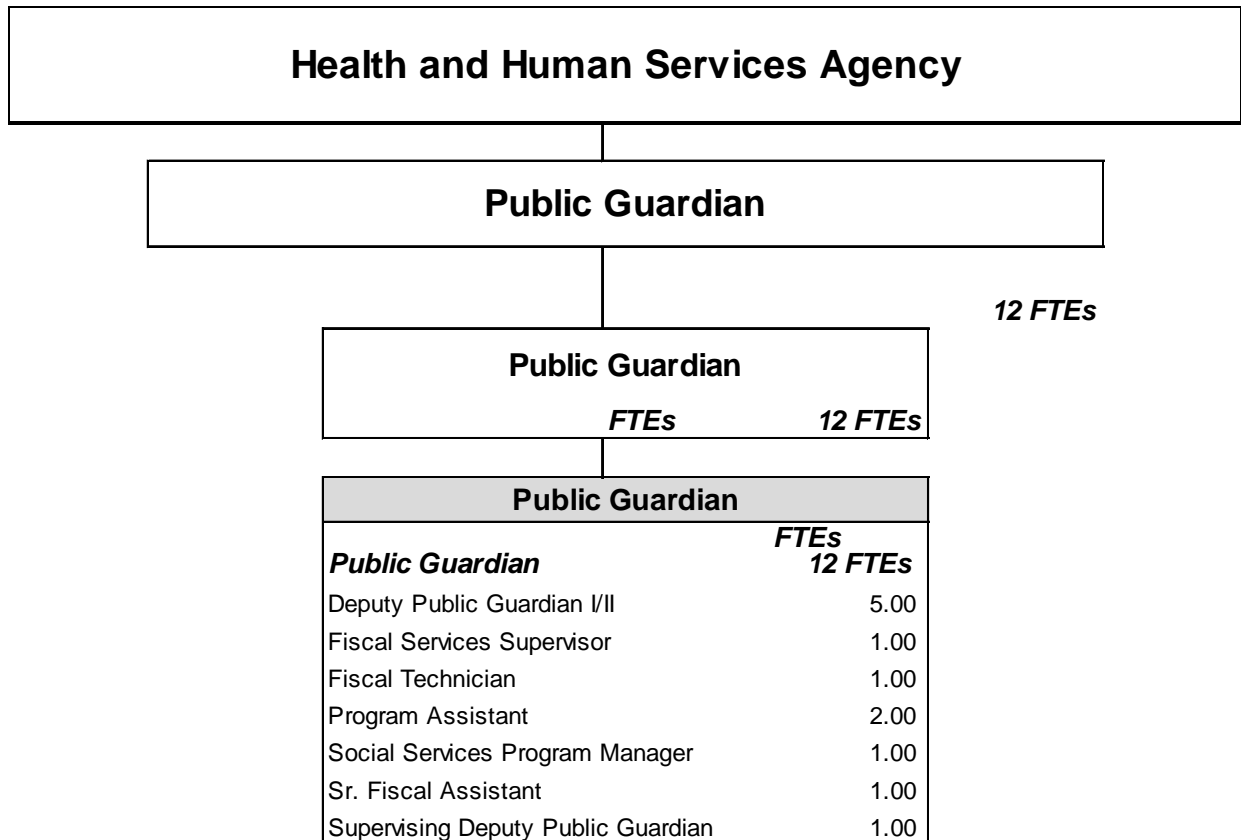 Health and Human Services Agency
Public Guardian
12 FTEs
Public Guardian
FTEs 12 FTEs
Public Guardian
FTEs
Public Guardian 12 FTEs
Deputy Public Guardian I/II 5.00
Fiscal Services Supervisor 1.00
Fiscal Technician 1.00
Program Assistant 2.00
Social Services Program Manager 1.00
Sr. Fiscal Assistant 1.00
Supervising Deputy Public Guardian 1.00